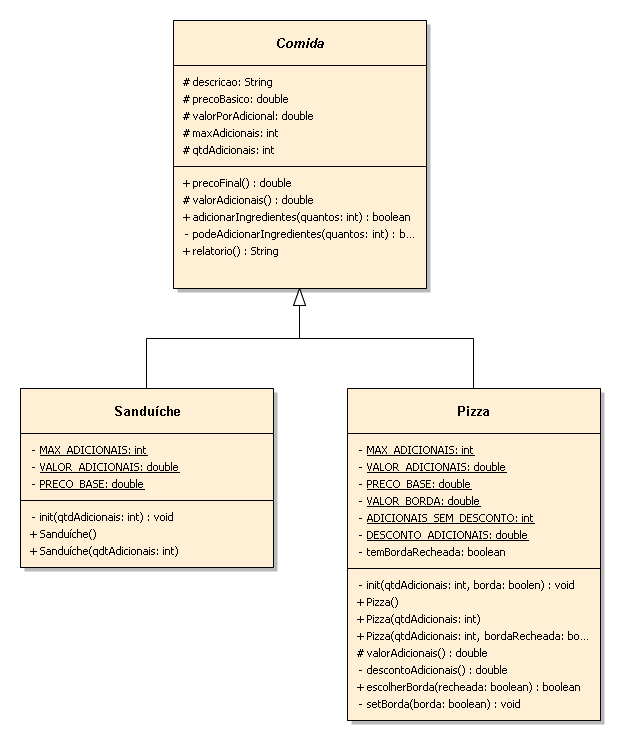 Comida
# descricao: String
# precoBasico: double
# valorPorAdicional: double
# maxAdicionais: int
# qtdAdicionais: int
+ precoFinal() : double
# valorAdicionais() : double
+ adicionarIngredientes(quantos: int) : boolean
- podeAdicionarIngredientes(quantos: int) : b...
+ relatorio() : String
Sanduíche
- MAX_ADICIONAIS: int
- VALOR_ADICIONAIS: double
- PRECO_BASE: double
- init(qtdAdicionais: int) : void
+ Sanduíche()
+ Sanduíche(qdtAdicionais: int)
Pizza
- MAX_ADICIONAIS: int
- VALOR_ADICIONAIS: double
- PRECO_BASE: double
- VALOR_BORDA: double
- ADICIONAIS_SEM_DESCONTO: int
- DESCONTO_ADICIONAIS: double
- temBordaRecheada: boolean
- init(qtdAdicionais: int, borda: boolen) : void
+ Pizza()
+ Pizza(qtdAdicionais: int)
+ Pizza(qtdAdicionais: int, bordaRecheada: bo...
# valorAdicionais() : double
- descontoAdicionais() : double
+ escolherBorda(recheada: boolean) : boolean
- setBorda(borda: boolean) : void